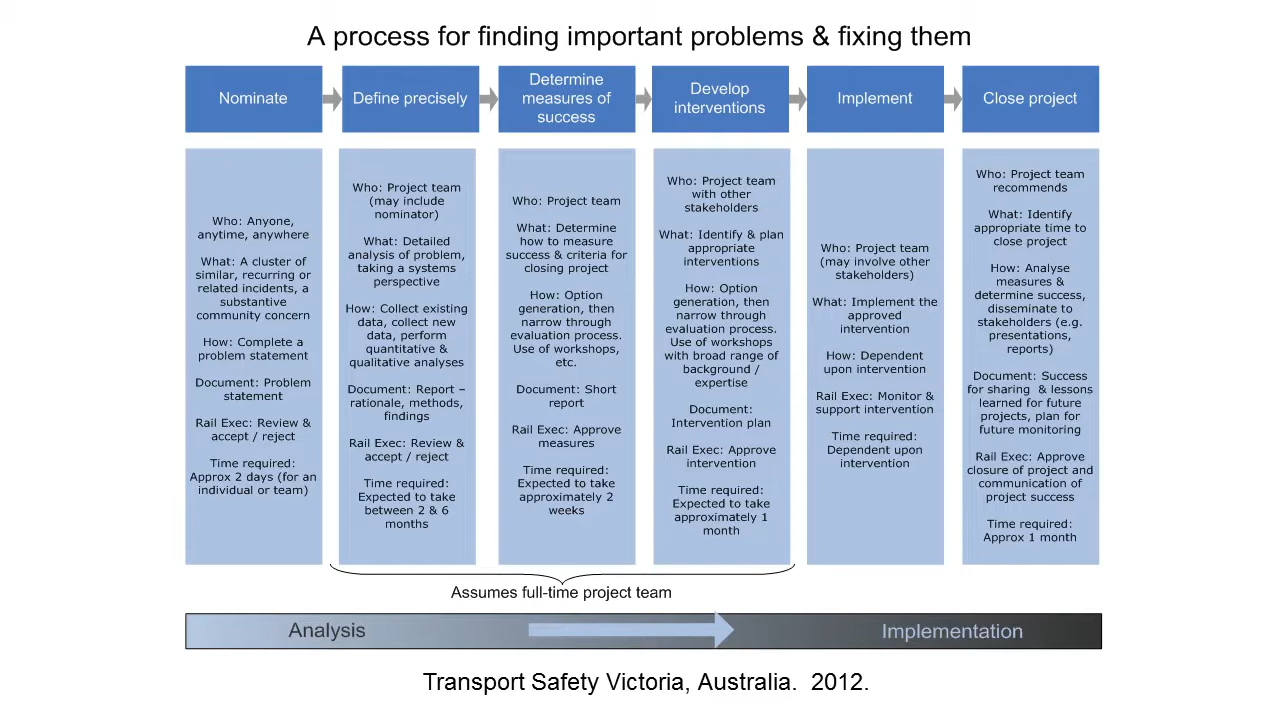 A process for finding important problems & fixing them
Nominate
Define precisely
Determine
measures of
success
Develop
interventions
Implement
Close project
Who: Anyone,
anytime, anywhere
What: A cluster of
similar, recurring or
related incidents, a
substantive
community concern
How: Complete a
problem statement
Document: Problem
statement
Rail Exec: Review &
accept / reject
Time required:
Approx 2 days (for an
individual or team)
Who: Project team
(may include
nominator)
What: Detailed
analysis of problem,
taking a systems
perspective
How: Collect existing
data, collect new
data, perform
quantitative &
qualitative analyses
Document: Report –
rationale, methods,
findings
Rail Exec: Review &
accept / reject
Time required:
Expected to take
between 2 & 6
months
Who: Project team
What: Determine
how to measure
success & criteria for
closing project
How: Option
generation, then
narrow through
evaluation process.
Use of workshops,
etc.
Document: Short
report
Rail Exec: Approve
measures
Time required:
Expected to take
approximately 2
weeks
Who: Project team
with other
stakeholders
What: Identify & plan
appropriate
interventions
How: Option
generation, then
narrow through
evaluation process.
Use of workshops
with broad range of
background /
expertise
Document:
Intervention plan
Rail Exec: Approve
intervention
Time required:
Expected to take
approximately 1
month
Who: Project team
(may involve other
stakeholders)
What: Implement the
approved
intervention
How: Dependent
upon intervention
Rail Exec: Monitor &
support intervention
Time required:
Dependent upon
intervention
Who: Project team
recommends
What: Identify
appropriate time to
close project
How: Analyse
measures &
determine success,
disseminate to
stakeholders (e.g.
presentations,
reports)
Document: Success
for sharing & lessons
learned for future
projects, plan for
future monitoring
Rail Exec: Approve
closure of project and
communication of
project success
Time required:
Approx 1 month
Assumes full-time project team
Analysis
Implementation
Transport Safety Victoria, Australia. 2012.